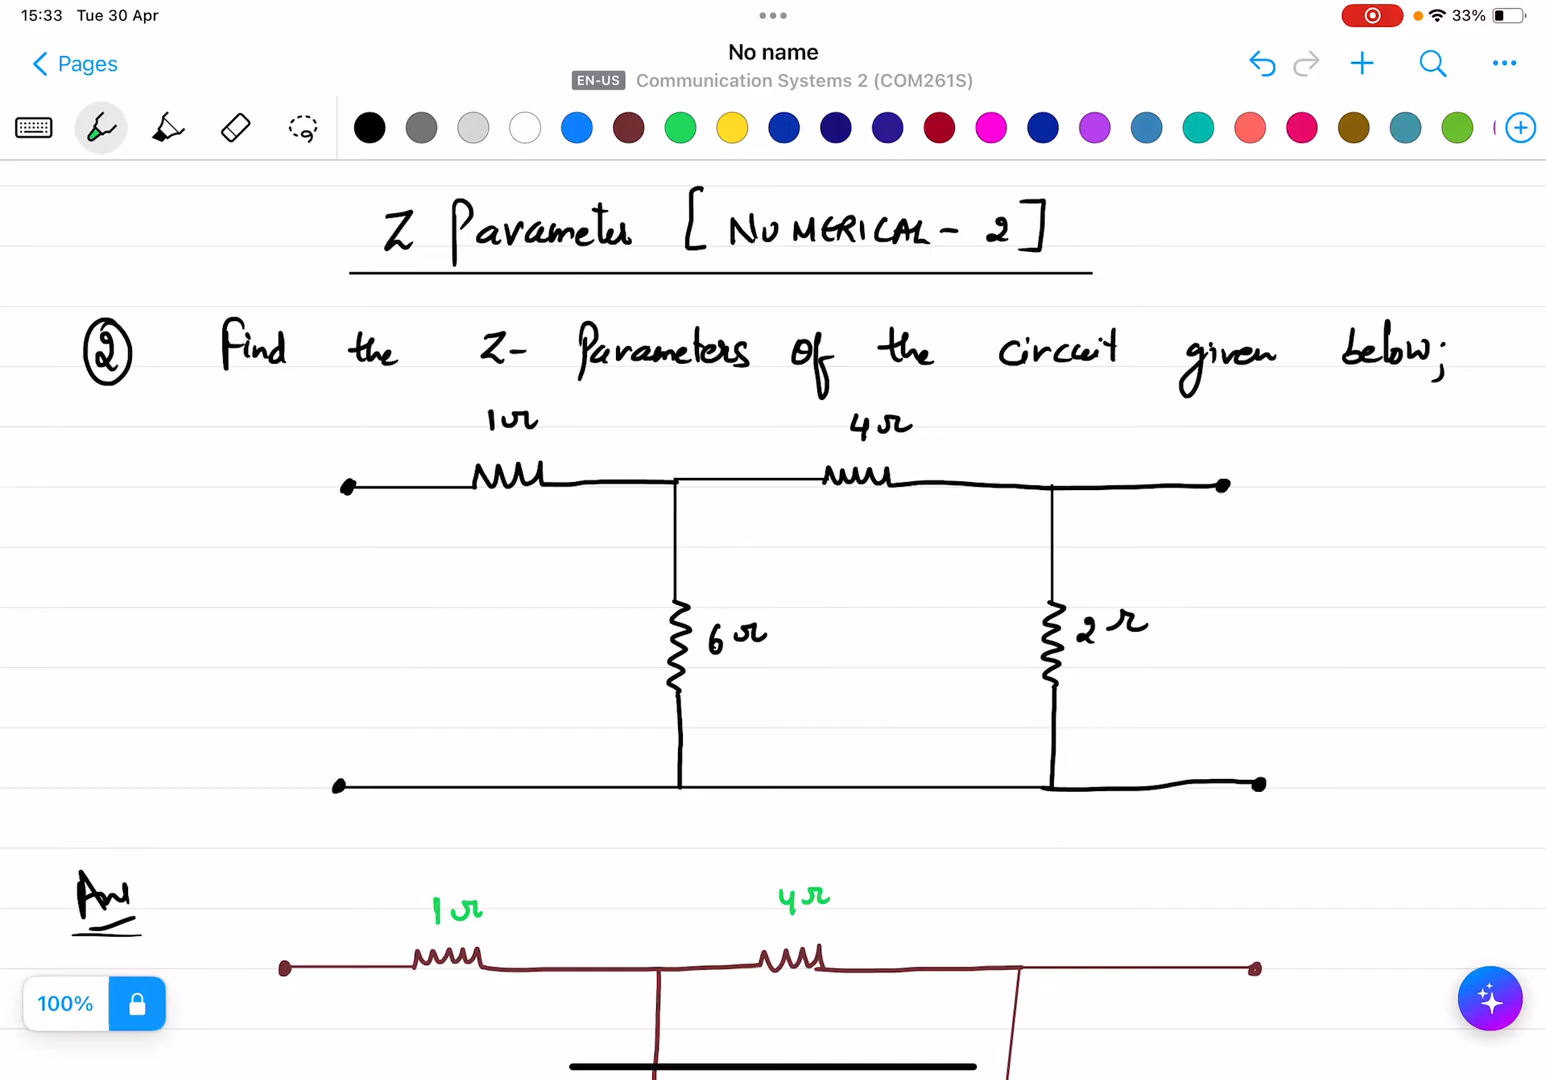 15:33 Tue 30 Apr
33%
Pages
No name
EN-US Communication Systems 2 (COM261S)
Z Parameter [NUMERICAL - 2]
② Find the Z- Parameters of the circuit given below;
1Ω
4Ω
6Ω
2Ω
Ans
1Ω
4Ω
100%